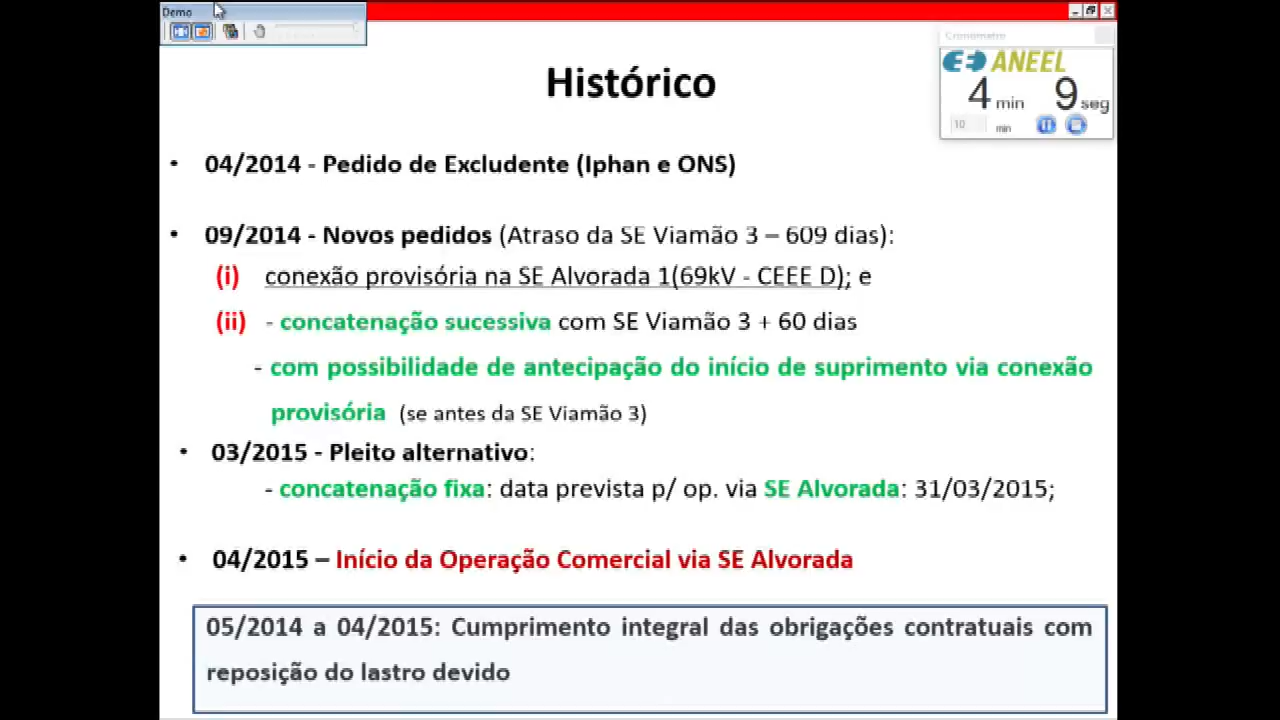 Demo
Cronometro
ANEEL
4 min 9 seg
10 min
Histórico
• 04/2014 - Pedido de Excludente (Iphan e ONS)
• 09/2014 - Novos pedidos (Atraso da SE Viamão 3 – 609 dias):
(i) conexão provisória na SE Alvorada 1(69kV - CEEE D); e
(ii) - concatenação sucessiva com SE Viamão 3 + 60 dias
- com possibilidade de antecipação do início de suprimento via conexão
provisória (se antes da SE Viamão 3)
• 03/2015 - Pleito alternativo:
- concatenação fixa: data prevista p/ op. via SE Alvorada: 31/03/2015;
• 04/2015 – Início da Operação Comercial via SE Alvorada
05/2014 a 04/2015: Cumprimento integral das obrigações contratuais com
reposição do lastro devido